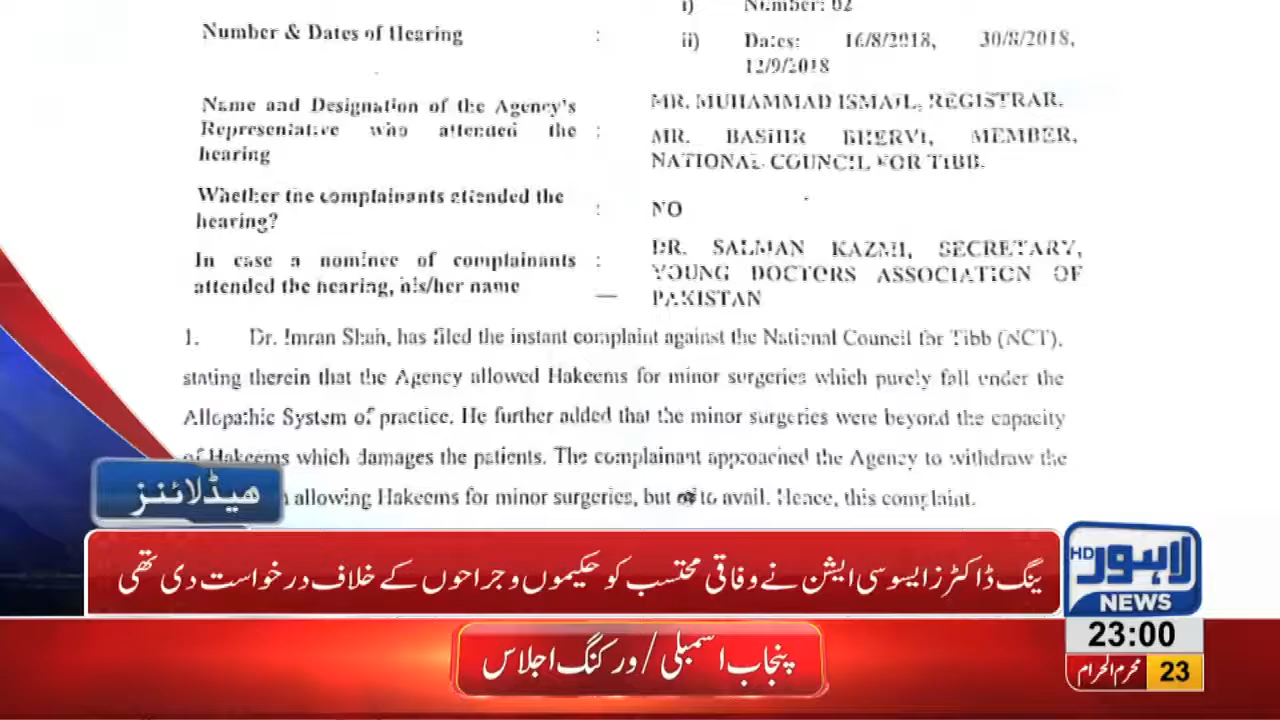 i) Number: 02
Number & Dates of Hearing : ii) Dates: 16/8/2018, 30/8/2018,
12/9/2018
Name and Designation of the Agency's MR. MUHAMMAD ISMAIL, REGISTRAR.
Representative who attended the : MR. BASHIR BHERVI, MEMBER,
hearing NATIONAL COUNCIL FOR TIBB.
Whether the complainants attended the
hearing? : NO
In case a nominee of complainants : DR. SALMAN KAZMI, SECRETARY,
attended the hearing, his/her name YOUNG DOCTORS ASSOCIATION OF
PAKISTAN
1. Dr. Imran Shah, has filed the instant complaint against the National Council for Tibb (NCT),
stating therein that the Agency allowed Hakeems for minor surgeries which purely fall under the
Allopathic System of practice. He further added that the minor surgeries were beyond the capacity
of Hakeems which damages the patients. The complainant approached the Agency to withdraw the
allowing Hakeems for minor surgeries, but to avail. Hence, this complaint.
ہیڈلائنز
ینگ ڈاکٹرز ایسوسی ایشن نے وفاقی محتسب کو حکیموں و جراحوں کے خلاف درخواست دی تھی
لاہور HD
NEWS
پنجاب اسمبلی / ورکنگ اجلاس
23:00
محرم الحرام 23